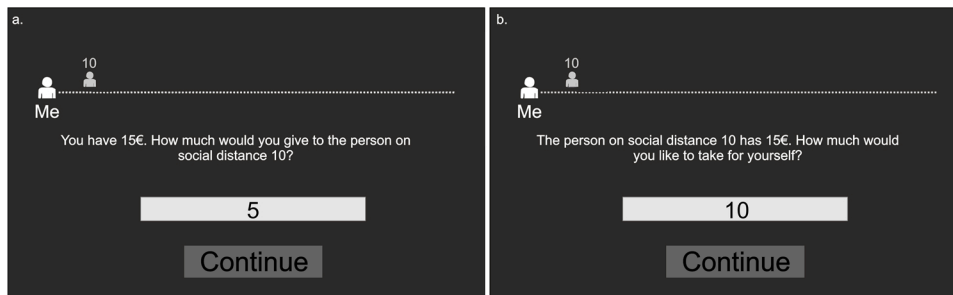 a.
10
Me
You have 15€. How much would you give to the person on
social distance 10?
5
Continue
b.
10
Me
The person on social distance 10 has 15€. How much would
you like to take for yourself?
10
Continue